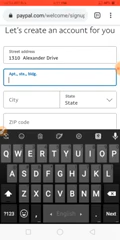 paypal.com/welcome/signup
Let's create an account for you
Street address
1310 Alexander Drive
Apt., ste., bldg.
City
State
State
ZIP code
Q W E R T Y U I O P
A S D F G H J K L
Z X C V B N M
?123
English